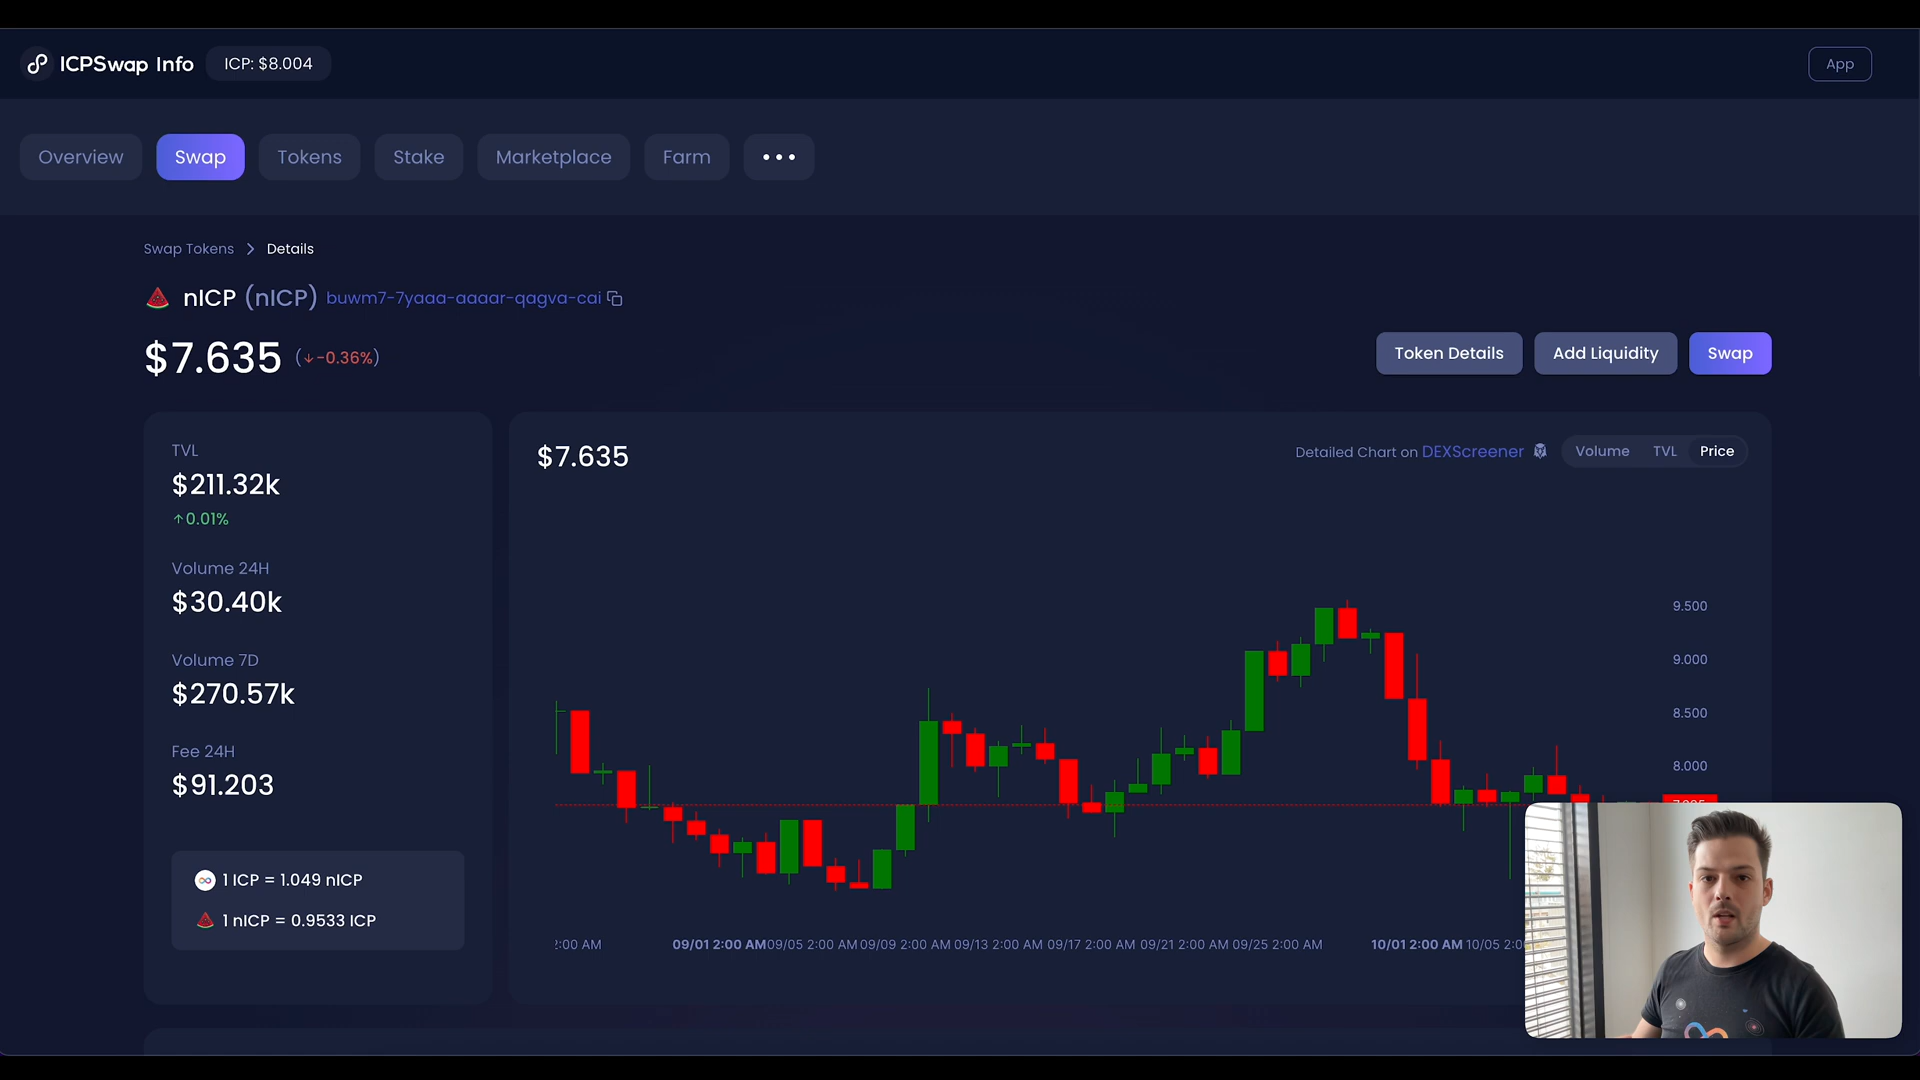 ICPSwap Info
ICP: $8.004
App
Overview
Swap
Tokens
Stake
Marketplace
Farm
Swap Tokens > Details
nICP (nICP) buwm7-7yaaa-aaaar-qagva-cai
$7.635 (↓-0.36%)
Token Details
Add Liquidity
Swap
TVL
$211.32k
↑0.01%
Volume 24H
$30.40k
Volume 7D
$270.57k
Fee 24H
$91.203
1 ICP = 1.049 nICP
1 nICP = 0.9533 ICP
$7.635
Detailed Chart on DEXScreener
Volume
TVL
Price
9.500
9.000
8.500
8.000
:00 AM
09/01 2:00 AM
09/05 2:00 AM
09/09 2:00 AM
09/13 2:00 AM
09/17 2:00 AM
09/21 2:00 AM
09/25 2:00 AM
10/01 2:00 AM
10/05 2:0